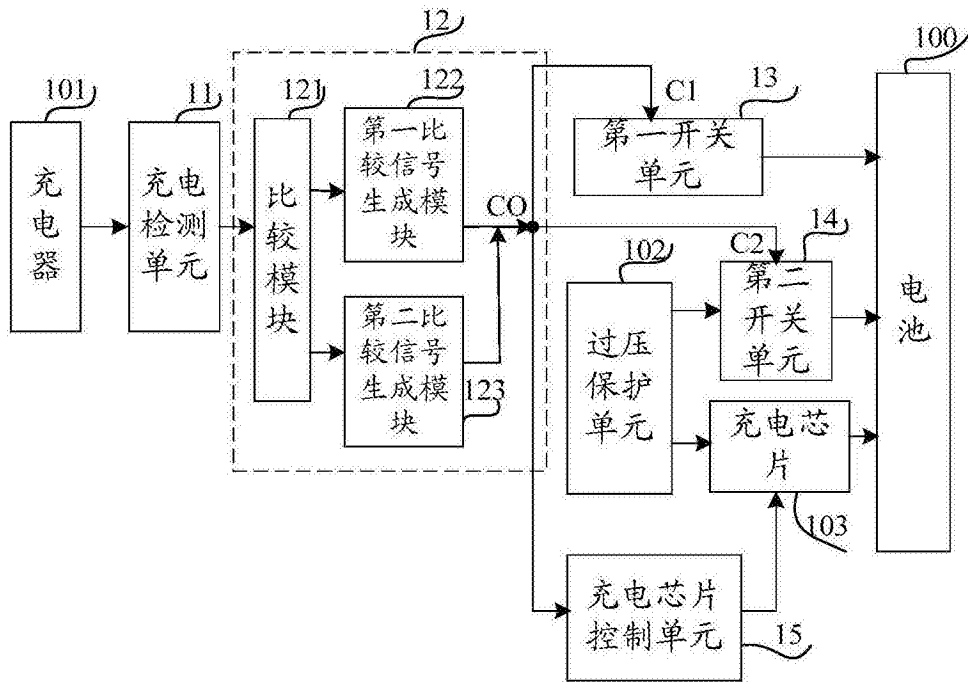 12
100
101
11
121
122
C1
13
充
电
器
充电
检测
单元
比
较
模
块
第一比
较信号
生成模
块
第一开关
单元
CO
102
C2
14
第二比
较信号
生成模
块
123
过压
保护
单元
第二
开关
单元
电
池
充电芯
片
103
充电芯片
控制单元
15